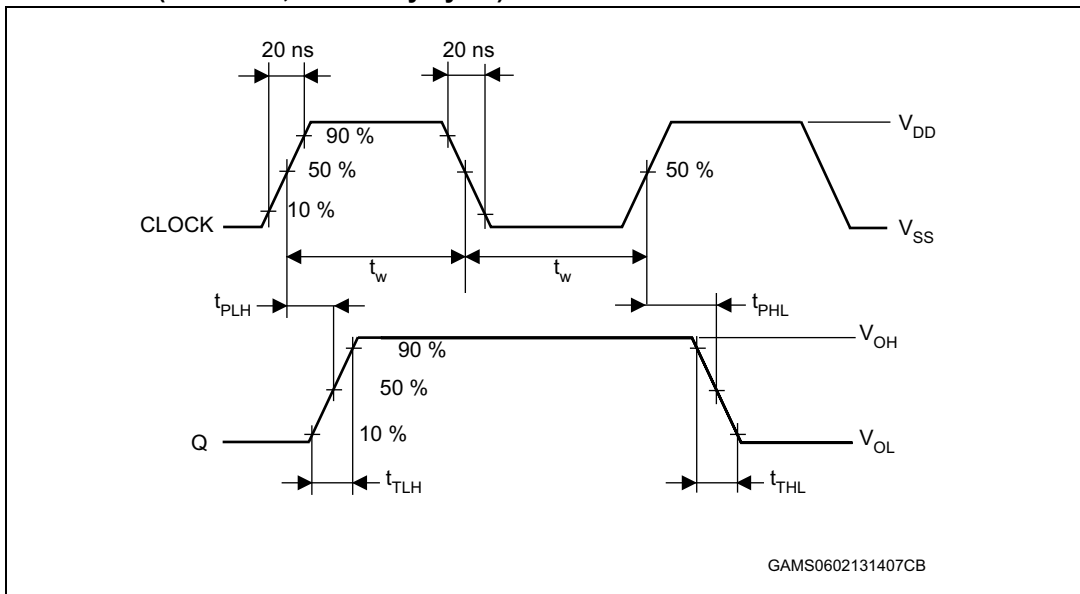 20 ns
20 ns
90 %
50 %
10 %
50 %
V_DD
CLOCK
V_SS
t_w
t_w
t_PLH
t_PHL
V_OH
90 %
50 %
10 %
Q
V_OL
t_TLH
t_THL
GAMS0602131407CB